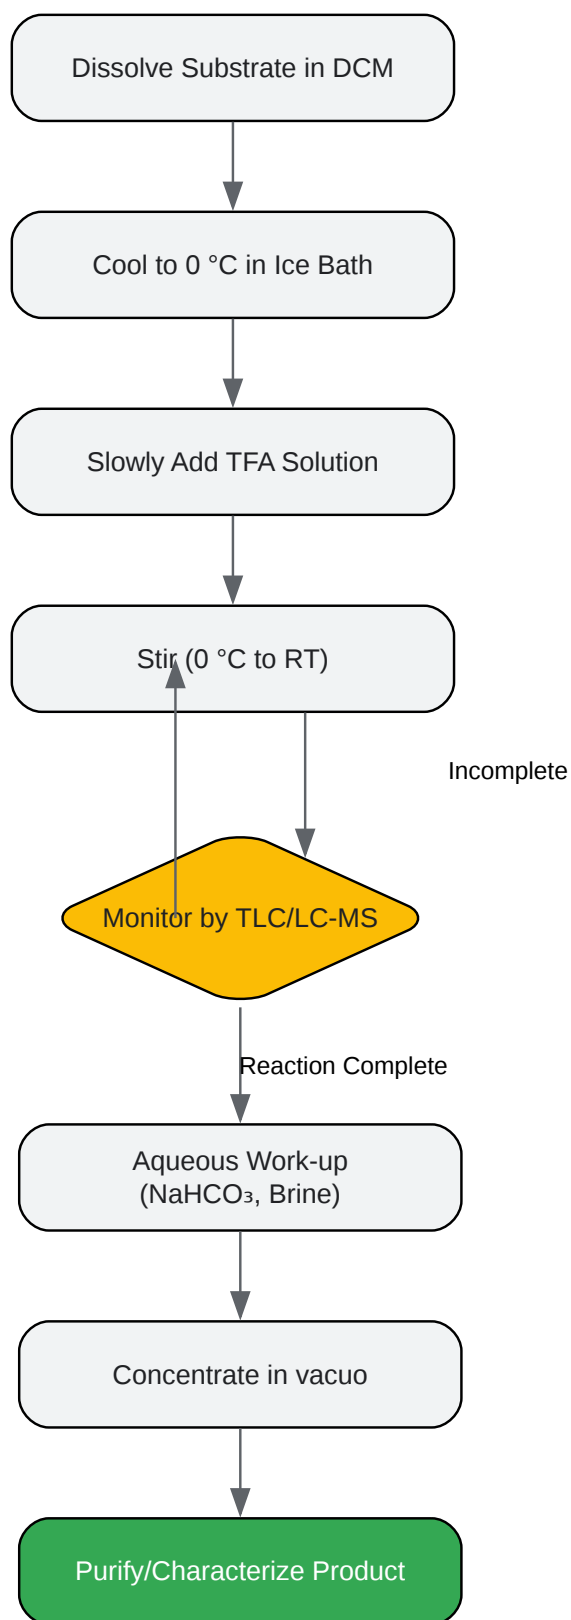 Dissolve Substrate in DCM
Cool to 0 °C in Ice Bath
Slowly Add TFA Solution
Stir (0 °C to RT)
Incomplete
Monitor by TLC/LC-MS
Reaction Complete
Aqueous Work-up
(NaHCO₃, Brine)
Concentrate in vacuo
Purify/Characterize Product